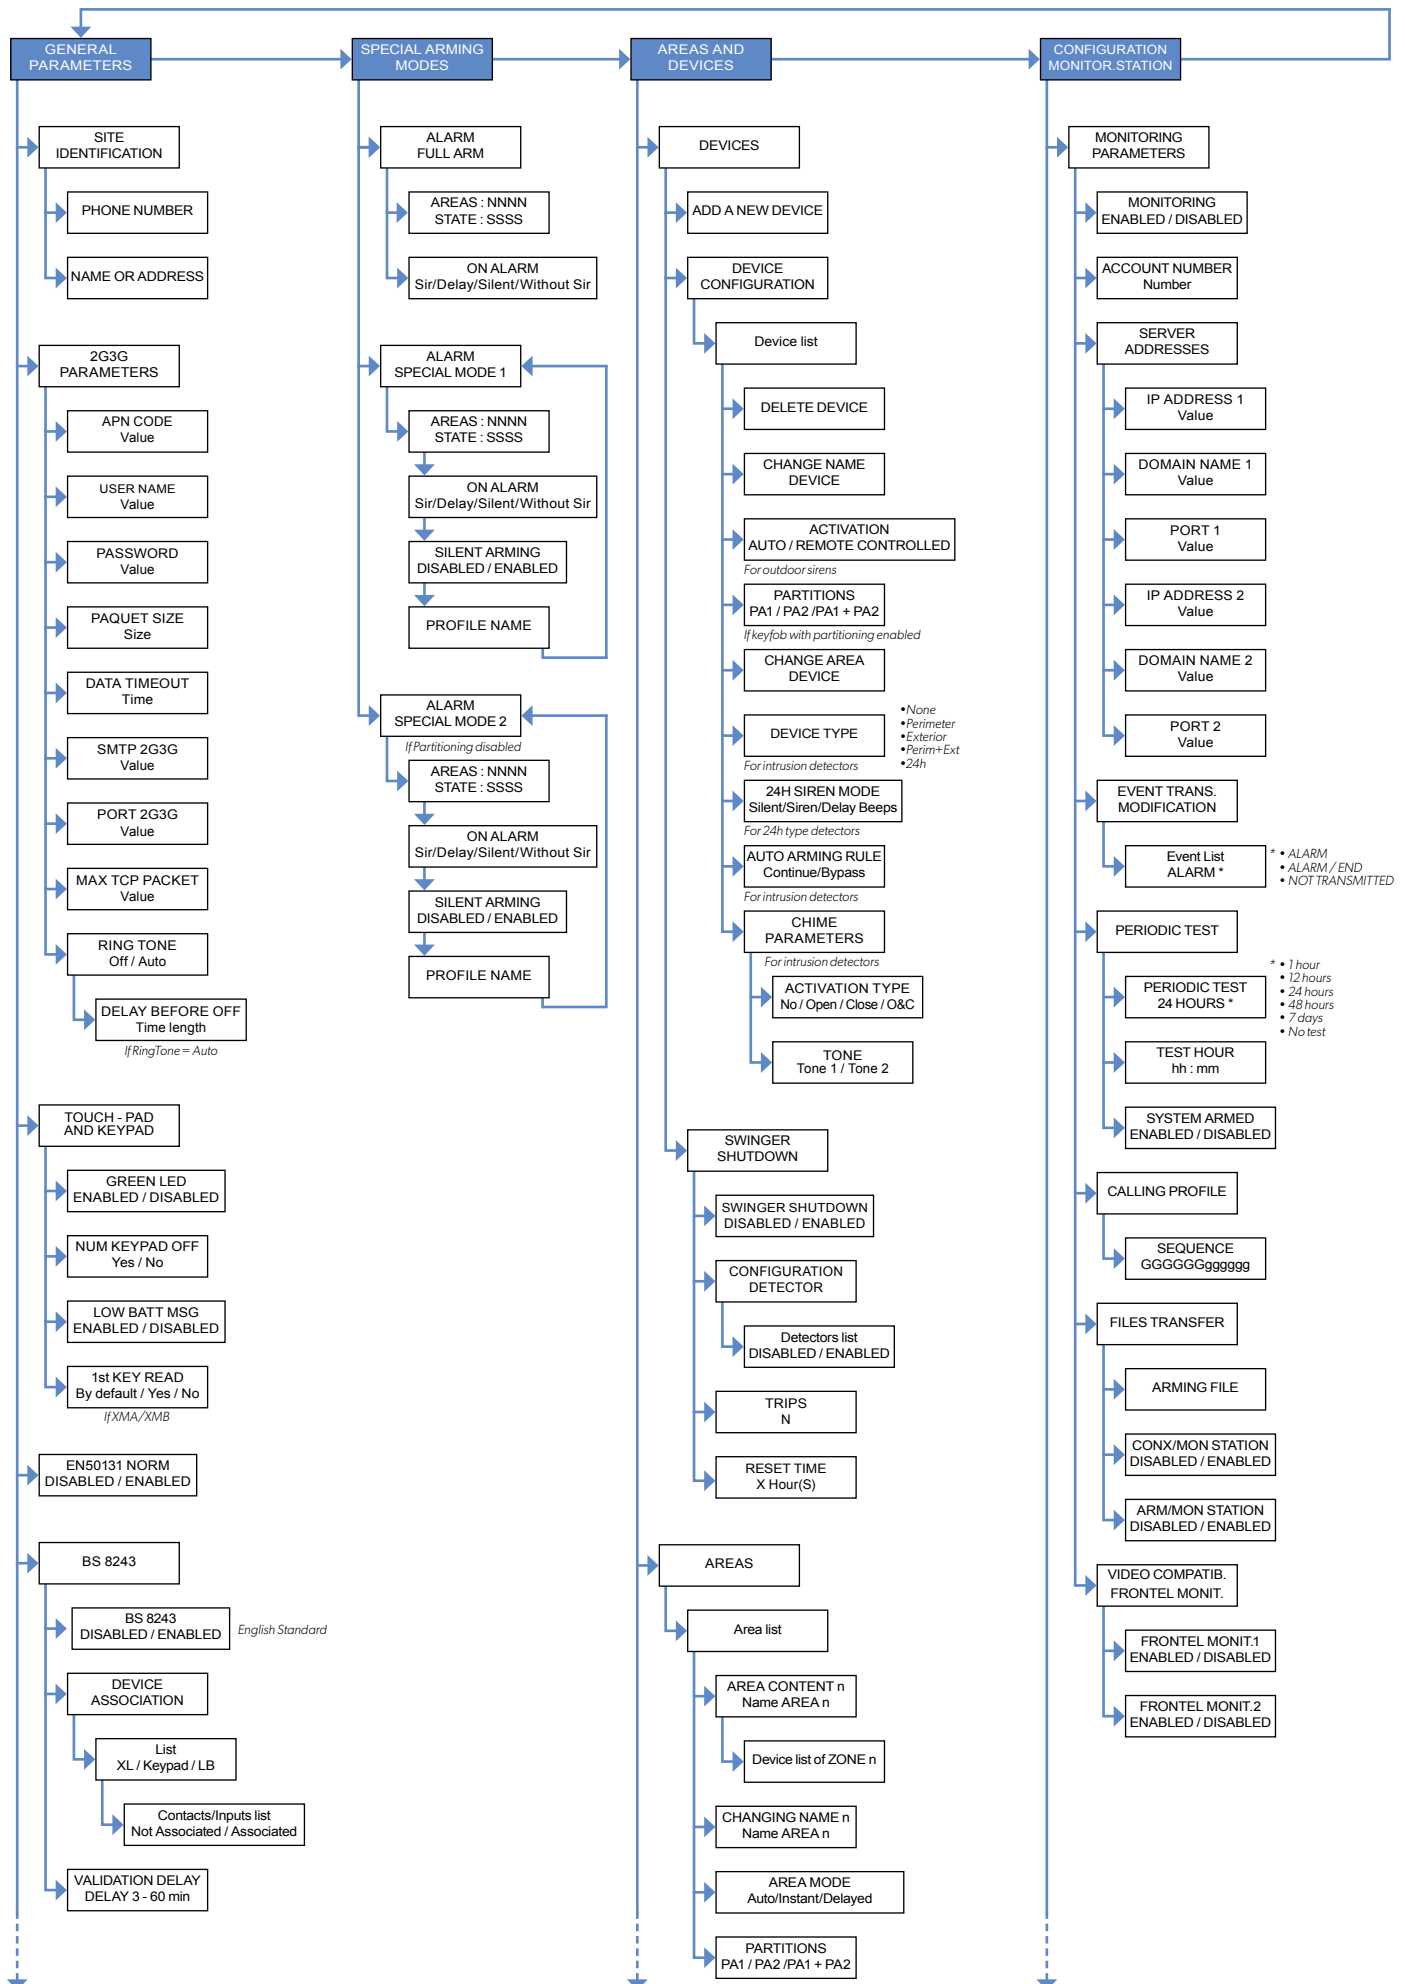 GENERAL
PARAMETERS
SPECIAL ARMING
MODES
AREAS AND
DEVICES
CONFIGURATION
MONITOR.STATION
SITE
IDENTIFICATION
PHONE NUMBER
NAME OR ADDRESS
2G3G
PARAMETERS
APN CODE
Value
USER NAME
Value
PASSWORD
Value
PAQUET SIZE
Size
DATA TIMEOUT
Time
SMTP 2G3G
Value
PORT 2G3G
Value
MAX TCP PACKET
Value
RING TONE
Off / Auto
DELAY BEFORE OFF
Time length
If RingTone = Auto
TOUCH - PAD
AND KEYPAD
GREEN LED
ENABLED / DISABLED
NUM KEYPAD OFF
Yes / No
LOW BATT MSG
ENABLED / DISABLED
1st KEY READ
By default / Yes / No
If XMA/XMB
EN50131 NORM
DISABLED / ENABLED
BS 8243
BS 8243
DISABLED / ENABLED
English Standard
DEVICE
ASSOCIATION
List
XL / Keypad / LB
Contacts/Inputs list
Not Associated / Associated
VALIDATION DELAY
DELAY 3 - 60 min
ALARM
FULL ARM
AREAS : NNNN
STATE : SSSS
ON ALARM
Sir/Delay/Silent/Without Sir
ALARM
SPECIAL MODE 1
AREAS : NNNN
STATE : SSSS
ON ALARM
Sir/Delay/Silent/Without Sir
SILENT ARMING
DISABLED / ENABLED
PROFILE NAME
ALARM
SPECIAL MODE 2
If Partitioning disabled
AREAS : NNNN
STATE : SSSS
ON ALARM
Sir/Delay/Silent/Without Sir
SILENT ARMING
DISABLED / ENABLED
PROFILE NAME
DEVICES
ADD A NEW DEVICE
DEVICE
CONFIGURATION
Device list
DELETE DEVICE
CHANGE NAME
DEVICE
ACTIVATION
AUTO / REMOTE CONTROLLED
For outdoor sirens
PARTITIONS
PA1 / PA2 /PA1 + PA2
If keyfob with partitioning enabled
CHANGE AREA
DEVICE
DEVICE TYPE
•None
•Perimeter
•Exterior
•Perim+Ext
•24h
For intrusion detectors
24H SIREN MODE
Silent/Siren/Delay Beeps
For 24h type detectors
AUTO ARMING RULE
Continue/Bypass
For intrusion detectors
CHIME
PARAMETERS
For intrusion detectors
ACTIVATION TYPE
No / Open / Close / O&C
TONE
Tone 1 / Tone 2
SWINGER
SHUTDOWN
SWINGER SHUTDOWN
DISABLED / ENABLED
CONFIGURATION
DETECTOR
Detectors list
DISABLED / ENABLED
TRIPS
N
RESET TIME
X Hour(S)
AREAS
Area list
AREA CONTENT n
Name AREA n
Device list of ZONE n
CHANGING NAME n
Name AREA n
AREA MODE
Auto/Instant/Delayed
PARTITIONS
PA1 / PA2 /PA1 + PA2
MONITORING
PARAMETERS
MONITORING
ENABLED / DISABLED
ACCOUNT NUMBER
Number
SERVER
ADDRESSES
IP ADDRESS 1
Value
DOMAIN NAME 1
Value
PORT 1
Value
IP ADDRESS 2
Value
DOMAIN NAME 2
Value
PORT 2
Value
EVENT TRANS.
MODIFICATION
Event List
ALARM *
* • ALARM
• ALARM / END
• NOT TRANSMITTED
PERIODIC TEST
PERIODIC TEST
24 HOURS *
* • 1 hour
• 12 hours
• 24 hours
• 48 hours
• 7 days
• No test
TEST HOUR
hh : mm
SYSTEM ARMED
ENABLED / DISABLED
CALLING PROFILE
SEQUENCE
GGGGGGgggggg
FILES TRANSFER
ARMING FILE
CONX/MON STATION
DISABLED / ENABLED
ARM/MON STATION
DISABLED / ENABLED
VIDEO COMPATIB.
FRONTEL MONIT.
FRONTEL MONIT.1
ENABLED / DISABLED
FRONTEL MONIT.2
ENABLED / DISABLED